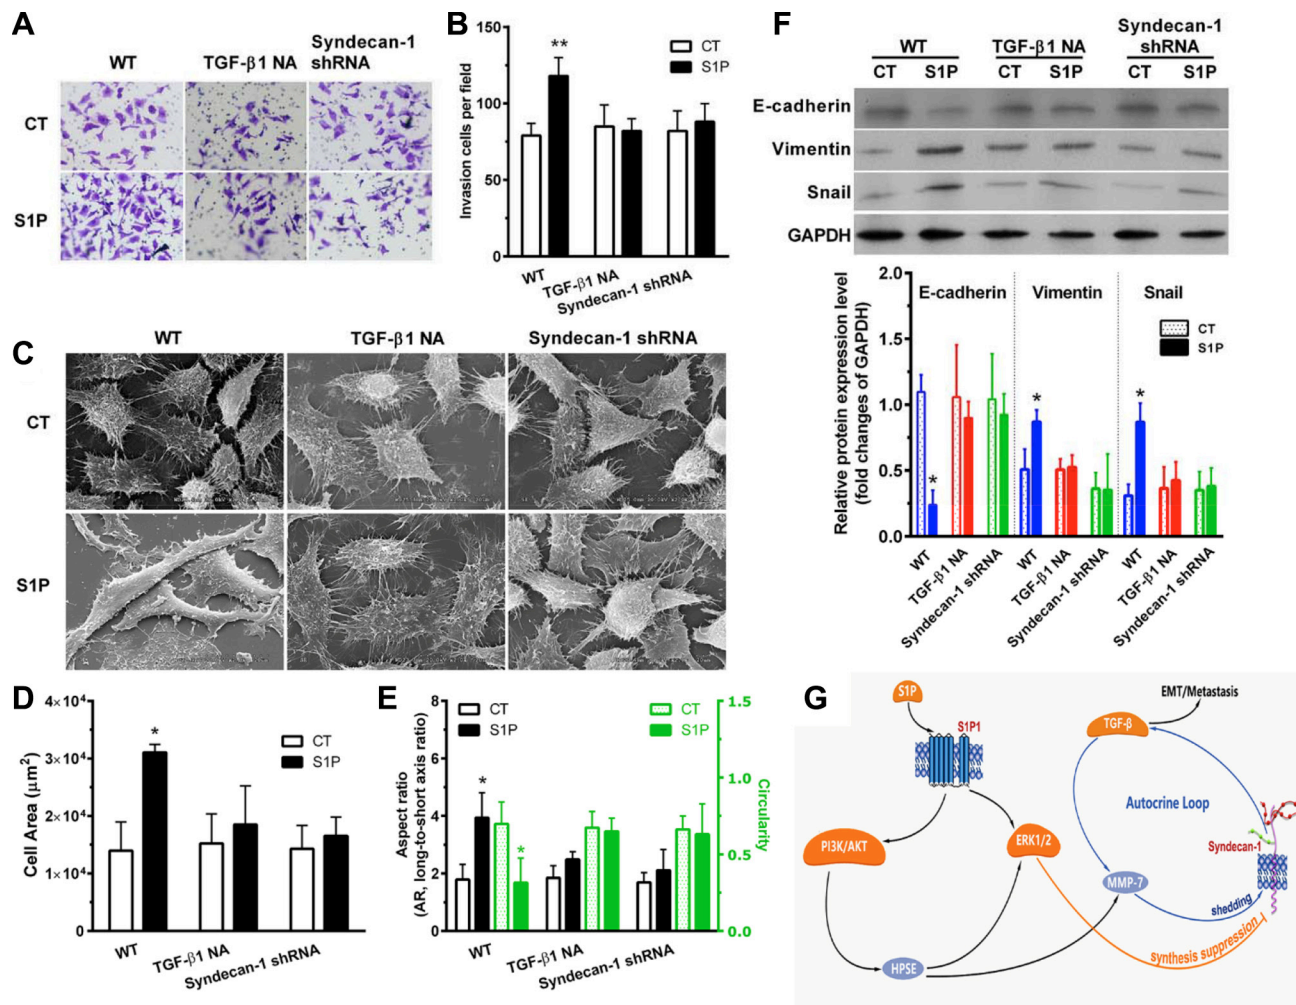 A
WT
TGF-β1 NA
Syndecan-1
shRNA
CT
S1P
B
Invasion cells per field
150
100
50
0
**
CT
S1P
WT
TGF-β1 NA
Syndecan-1 shRNA
C
WT
TGF-β1 NA
Syndecan-1 shRNA
CT
S1P
D
Cell Area (μm²)
4×10⁴
3×10⁴
2×10⁴
1×10⁴
0
*
CT
S1P
WT
TGF-β1 NA
Syndecan-1 shRNA
E
Aspect ratio
(AR, long-to-short axis ratio)
8
6
4
2
0
CT
S1P
CT
S1P
*
*
1.5
1.0
0.5
0.0
Circularity
WT
TGF-β1 NA
Syndecan-1 shRNA
F
WT
TGF-β1 NA
Syndecan-1
shRNA
CT S1P CT S1P CT S1P
E-cadherin
Vimentin
Snail
GAPDH
Relative protein expression level
(fold changes of GAPDH)
2.0
1.5
1.0
0.5
0.0
E-cadherin
Vimentin
Snail
CT
S1P
*
*
*
WT
TGF-β1 NA
Syndecan-1 shRNA
WT
TGF-β1 NA
Syndecan-1 shRNA
WT
TGF-β1 NA
Syndecan-1 shRNA
G
S1P
S1P1
PI3K/AKT
ERK1/2
HPSE
MMP-7
TGF-β
EMT/Metastasis
Autocrine Loop
Syndecan-1
shedding
synthesis suppression